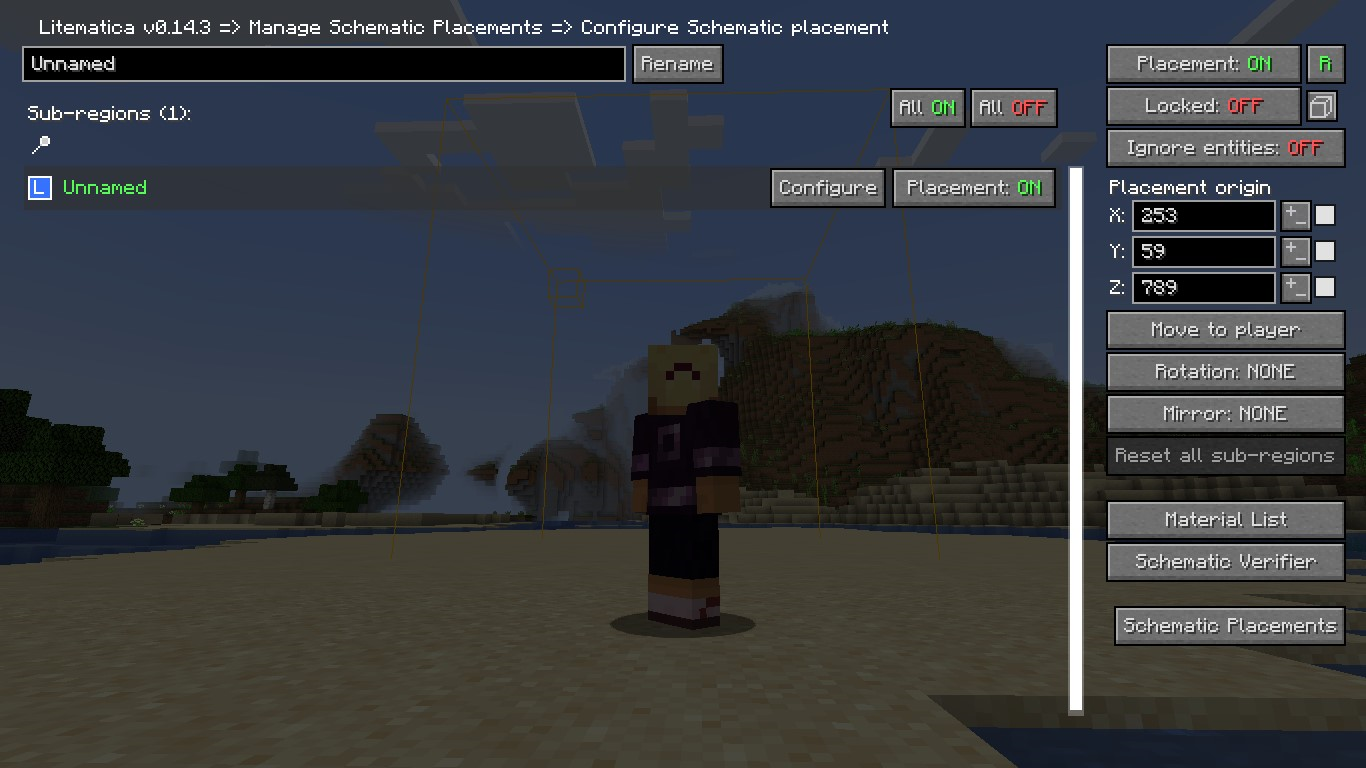 Litematica v0.14.3 => Manage Schematic Placements => Configure Schematic placement
Unnamed
Rename
Placement: ON
R
All ON
All OFF
Locked: OFF
Sub-regions (1):
Ignore entities: OFF
L Unnamed
Configure
Placement: ON
Placement origin
X: 253
+-
Y: 59
+-
Z: 789
+-
Move to player
Rotation: NONE
Mirror: NONE
Reset all sub-regions
Material List
Schematic Verifier
Schematic Placements